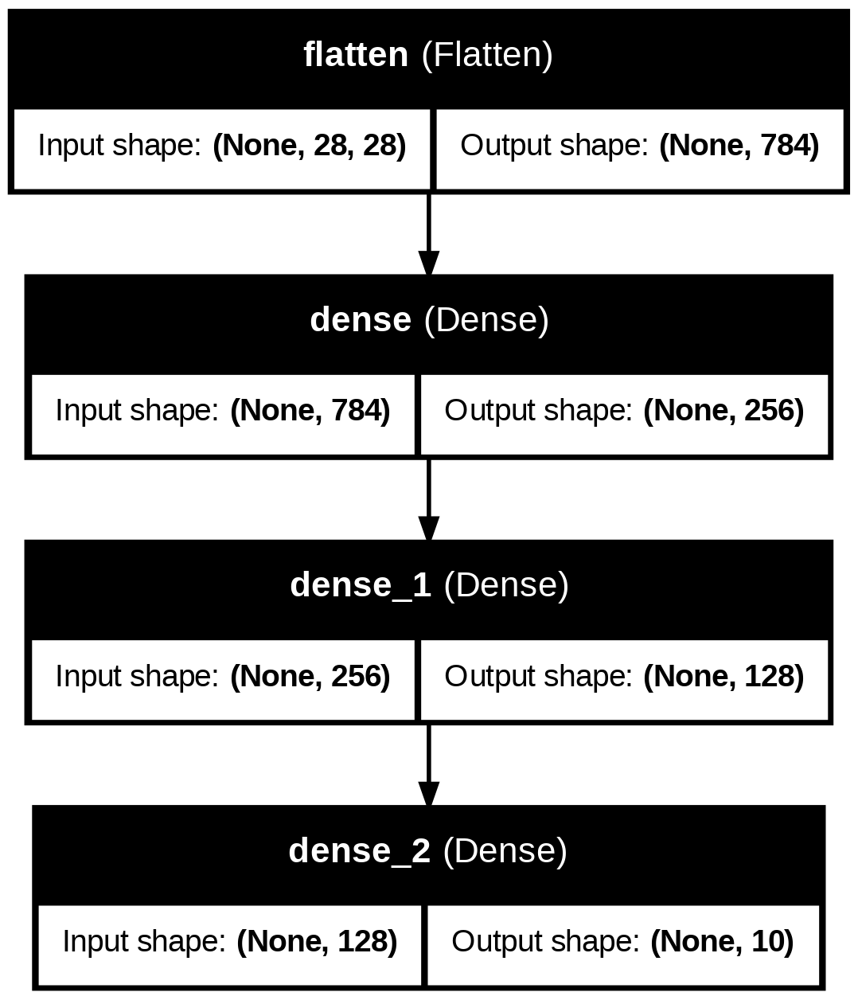 flatten (Flatten)
Input shape: (None, 28, 28) Output shape: (None, 784)
dense (Dense)
Input shape: (None, 784) Output shape: (None, 256)
dense_1 (Dense)
Input shape: (None, 256) Output shape: (None, 128)
dense_2 (Dense)
Input shape: (None, 128) Output shape: (None, 10)